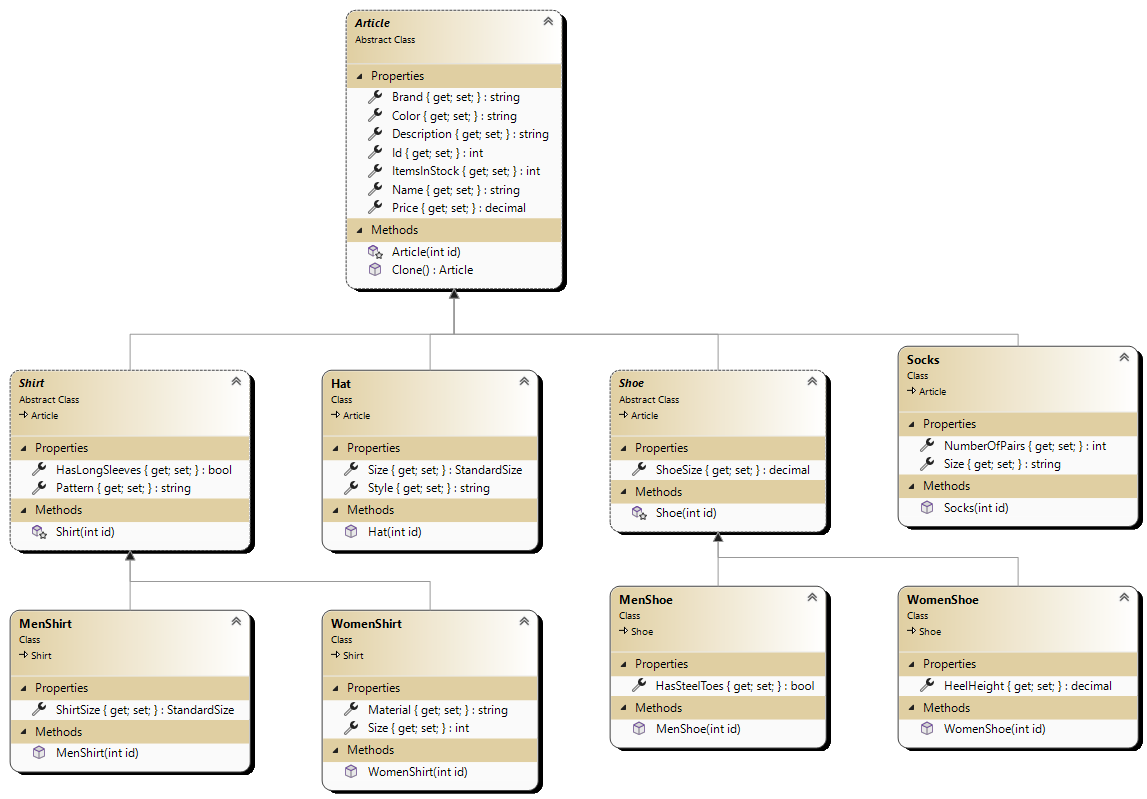 Article
Abstract Class
Properties
Brand { get; set; } : string
Color { get; set; } : string
Description { get; set; } : string
Id { get; set; } : int
ItemsInStock { get; set; } : int
Name { get; set; } : string
Price { get; set; } : decimal
Methods
Article(int id)
Clone() : Article
Shirt
Abstract Class
Article
Properties
HasLongSleeves { get; set; } : bool
Pattern { get; set; } : string
Methods
Shirt(int id)
Hat
Class
Article
Properties
Size { get; set; } : StandardSize
Style { get; set; } : string
Methods
Hat(int id)
Shoe
Abstract Class
Article
Properties
ShoeSize { get; set; } : decimal
Methods
Shoe(int id)
Socks
Class
Article
Properties
NumberOfPairs { get; set; } : int
Size { get; set; } : string
Methods
Socks(int id)
MenShirt
Class
Shirt
Properties
ShirtSize { get; set; } : StandardSize
Methods
MenShirt(int id)
WomenShirt
Class
Shirt
Properties
Material { get; set; } : string
Size { get; set; } : int
Methods
WomenShirt(int id)
MenShoe
Class
Shoe
Properties
HasSteelToes { get; set; } : bool
Methods
MenShoe(int id)
WomenShoe
Class
Shoe
Properties
HeelHeight { get; set; } : decimal
Methods
WomenShoe(int id)